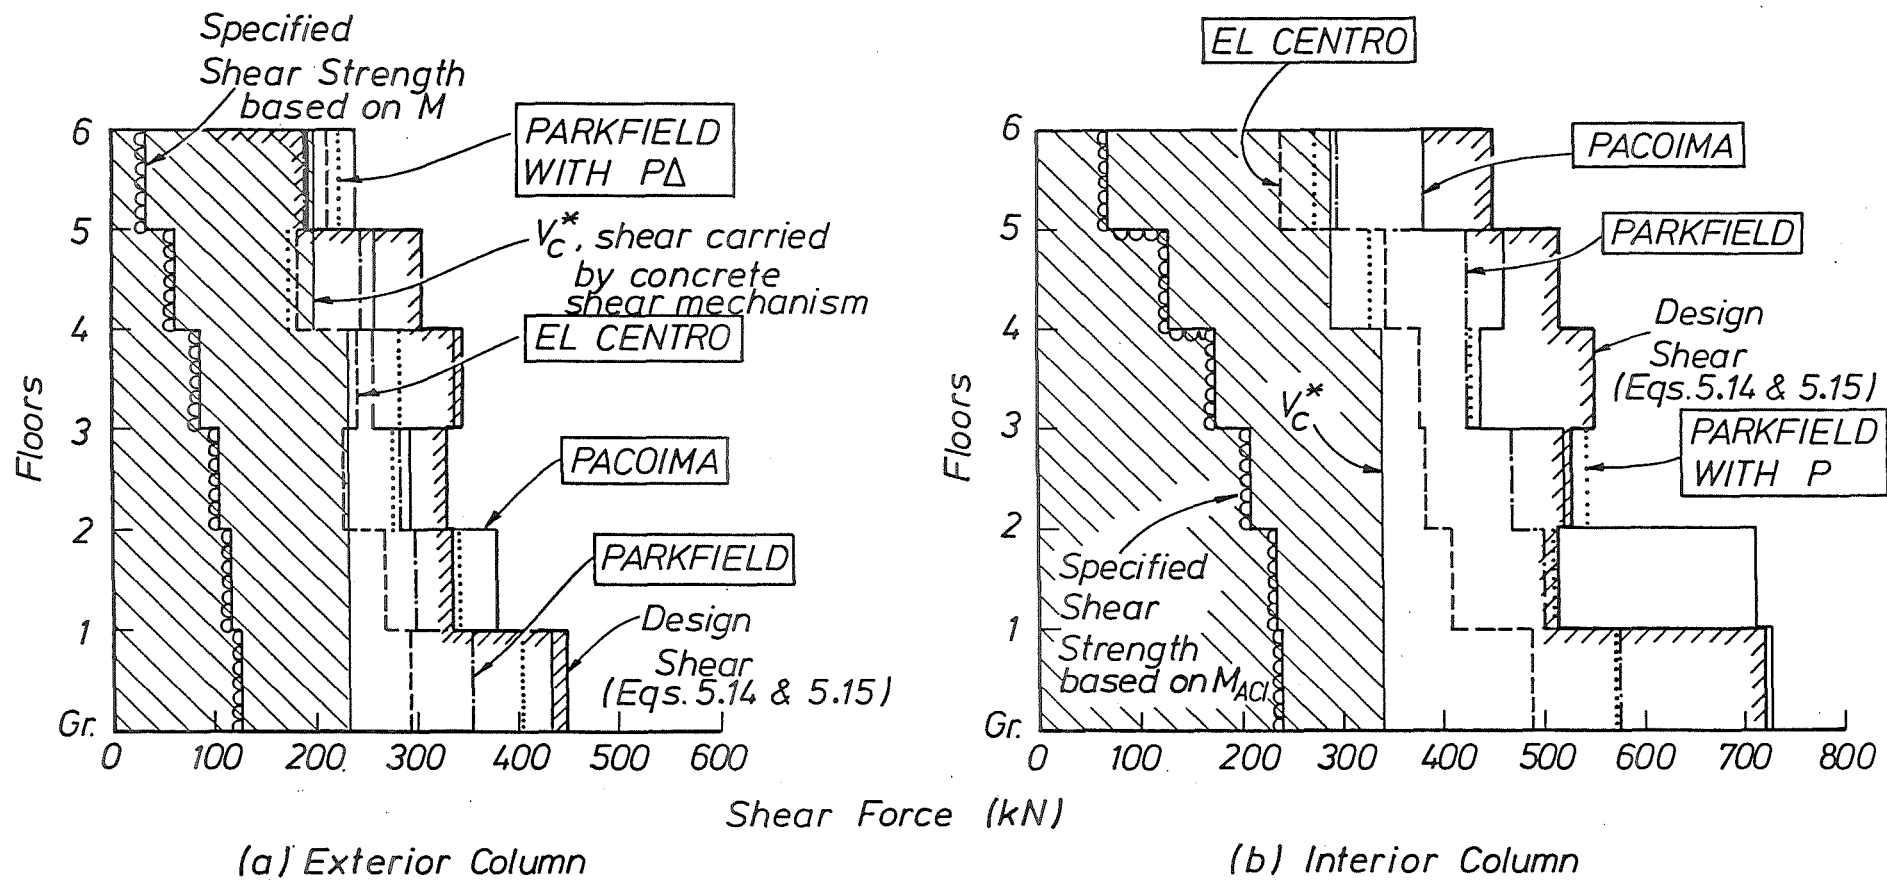 Specified
Shear Strength
based on M
PARKFIELD
WITH PΔ
Vc*, shear carried
by concrete
shear mechanism
EL CENTRO
PACOIMA
PARKFIELD
Design
Shear
(Eqs. 5.14 & 5.15)
Floors
6
5
4
3
2
1
Gr.
0 100 200 300 400 500 600
(a) Exterior Column
EL CENTRO
PACOIMA
PARKFIELD
Design
Shear
(Eqs. 5.14 & 5.15)
Vc*
PARKFIELD
WITH P
Specified
Shear
Strength
based on MACI
Floors
6
5
4
3
2
1
Gr.
0 100 200 300 400 500 600 700 800
Shear Force (kN)
(b) Interior Column